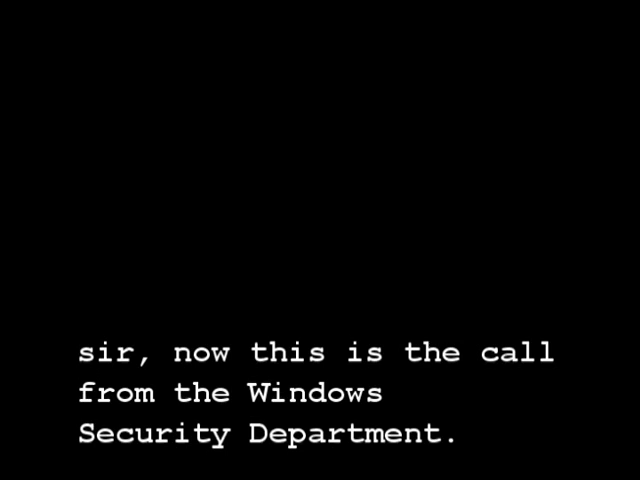 sir, now this is the call
from the Windows
Security Department.